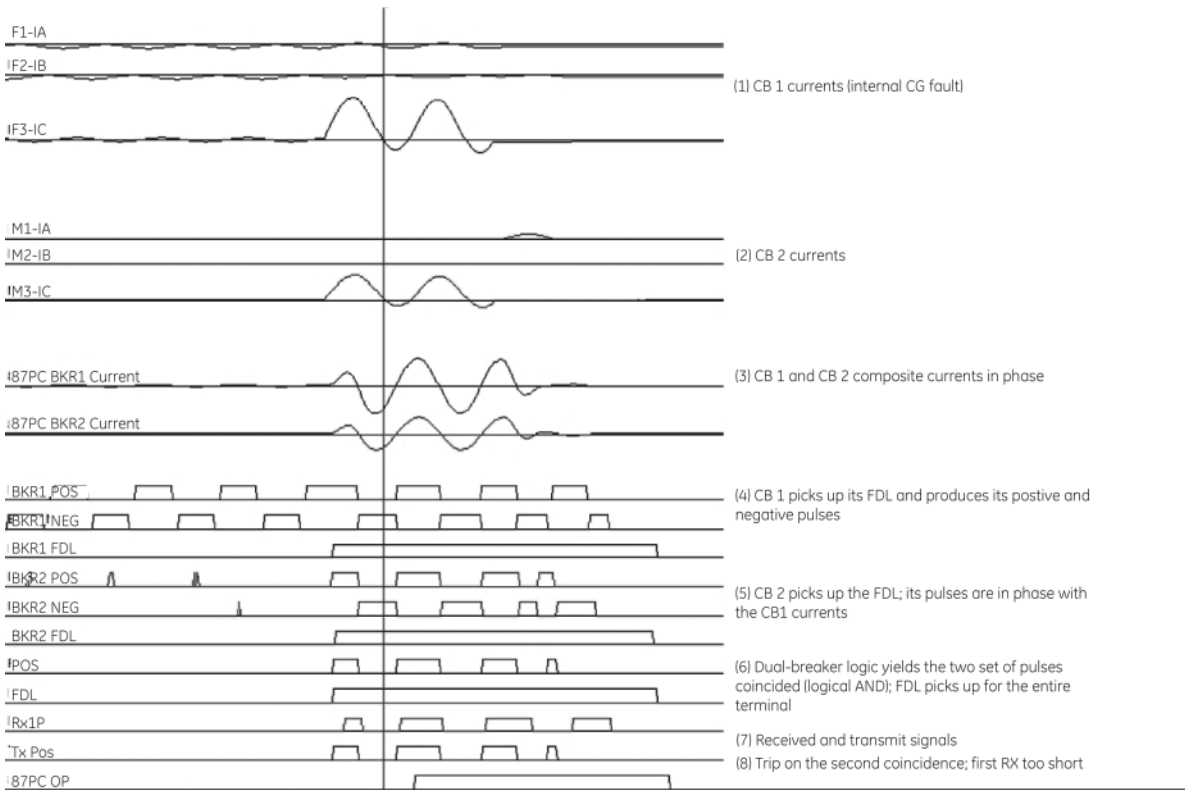 F1-IA
F2-IB
(1) CB 1 currents (internal CG fault)
F3-IC
M1-IA
M2-IB
(2) CB 2 currents
M3-IC
87PC BKR1 Current
(3) CB 1 and CB 2 composite currents in phase
87PC BKR2 Current
BKR1 POS
(4) CB 1 picks up its FDL and produces its postive and
negative pulses
BKR1 NEG
BKR1 FDL
BKR2 POS
(5) CB 2 picks up the FDL; its pulses are in phase with
the CB1 currents
BKR2 NEG
BKR2 FDL
POS
(6) Dual-breaker logic yields the two set of pulses
coincided (logical AND); FDL picks up for the entire
terminal
FDL
Rx1P
(7) Received and transmit signals
Tx Pos
(8) Trip on the second coincidence; first RX too short
87PC OP